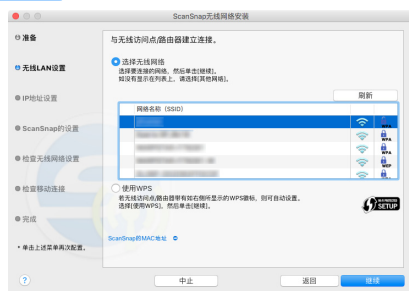 ScanSnap无线网络安装
准备
无线LAN设置
IP地址设置
ScanSnap的设置
检查无线网络设置
检查移动连接
完成
• 单击上述菜单再次配置。
与无线访问点/路由器建立连接。
选择无线网络
选择要连接的网络，然后单击[继续]。
如没有显示在列表上，请选择[其他网络]。
刷新
网络名称（SSID）
WPA
WPA
WPA
WEP
WPA
使用WPS
若无线访问点/路由器带有如右侧所显示的WPS徽标，则可自动设置。
选择[使用WPS]，然后单击[继续]。
SETUP
ScanSnap的MAC地址
?
中止
返回
继续